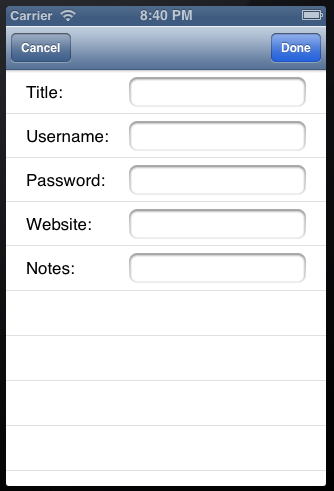 Carrier 8:40 PM
Cancel Done
Title:
Username:
Password:
Website:
Notes: